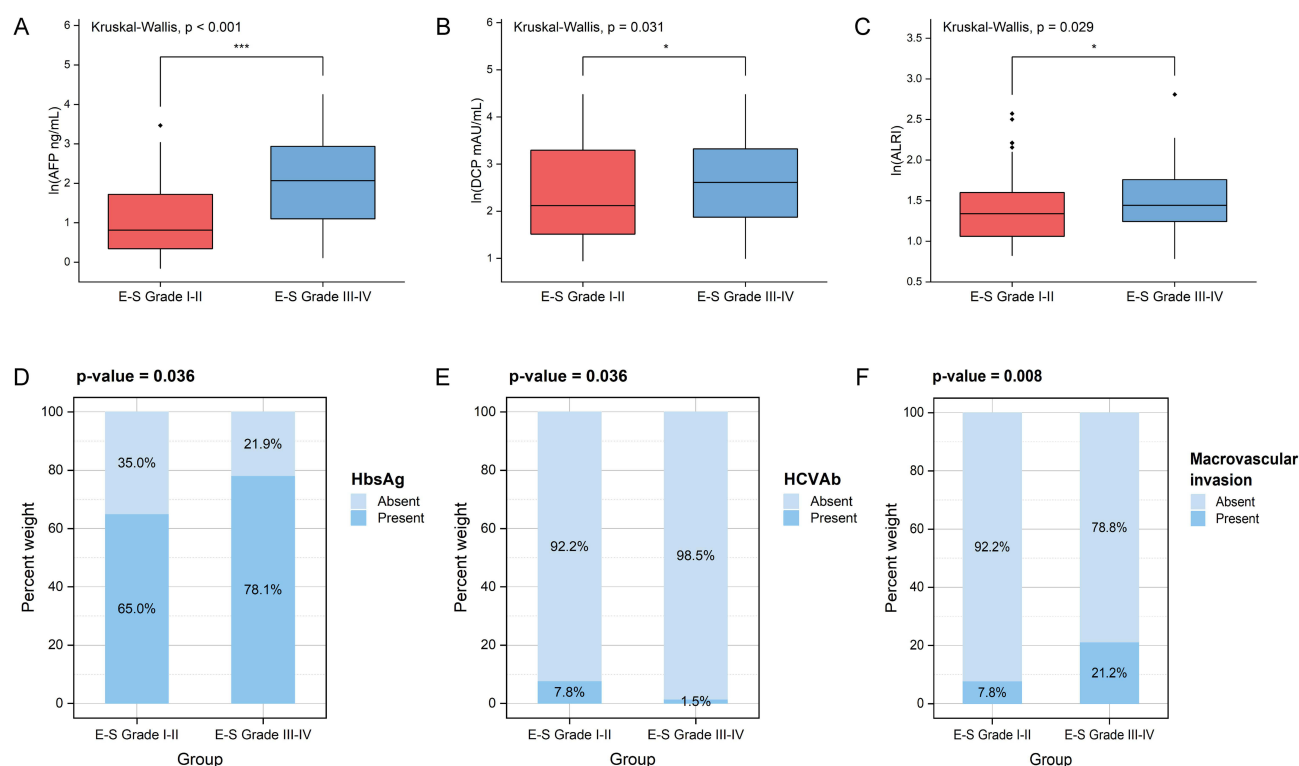 A
Kruskal-Wallis, p < 0.001
***
ln(AFP ng/mL)
6
5
4
3
2
1
0
E-S Grade I-II
E-S Grade III-IV
B
Kruskal-Wallis, p = 0.031
*
ln(DCP mAU/mL)
6
5
4
3
2
1
E-S Grade I-II
E-S Grade III-IV
C
Kruskal-Wallis, p = 0.029
*
ln(ALRI)
3.5
3.0
2.5
2.0
1.5
1.0
0.5
E-S Grade I-II
E-S Grade III-IV
D
p-value = 0.036
Percent weight
100
80
60
40
20
0
35.0%
65.0%
21.9%
78.1%
E-S Grade I-II
E-S Grade III-IV
Group
HbsAg
Absent
Present
E
p-value = 0.036
Percent weight
100
80
60
40
20
0
92.2%
7.8%
98.5%
1.5%
E-S Grade I-II
E-S Grade III-IV
Group
HCVAb
Absent
Present
F
p-value = 0.008
Percent weight
100
80
60
40
20
0
92.2%
7.8%
78.8%
21.2%
E-S Grade I-II
E-S Grade III-IV
Group
Macrovascular
invasion
Absent
Present